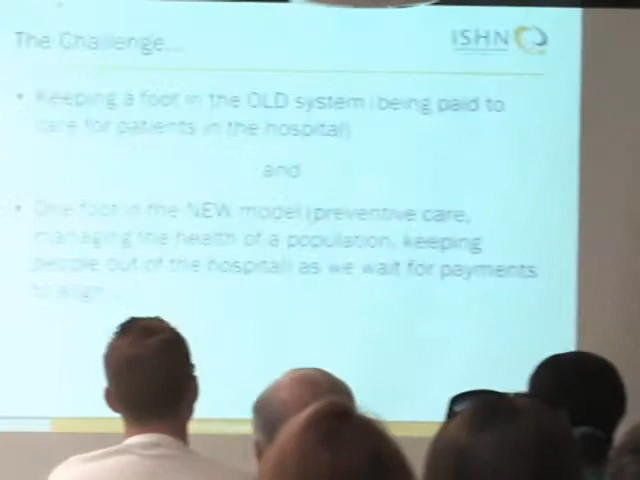 The Challenge...
ISHN
• Keeping a foot in the OLD system (being paid to
care for patients in the hospital)
and
• One foot in the NEW model (preventive care,
managing the health of a population, keeping
people out of the hospital) as we wait for payments
to align...